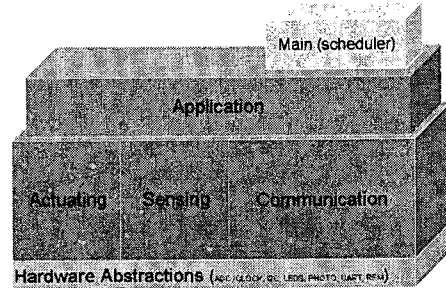 Main (scheduler)
Application
Actuating Sensing Communication
Hardware Abstractions (ADC, CLOCK, I2C, LEDS, PHOTO, UART, RFM)